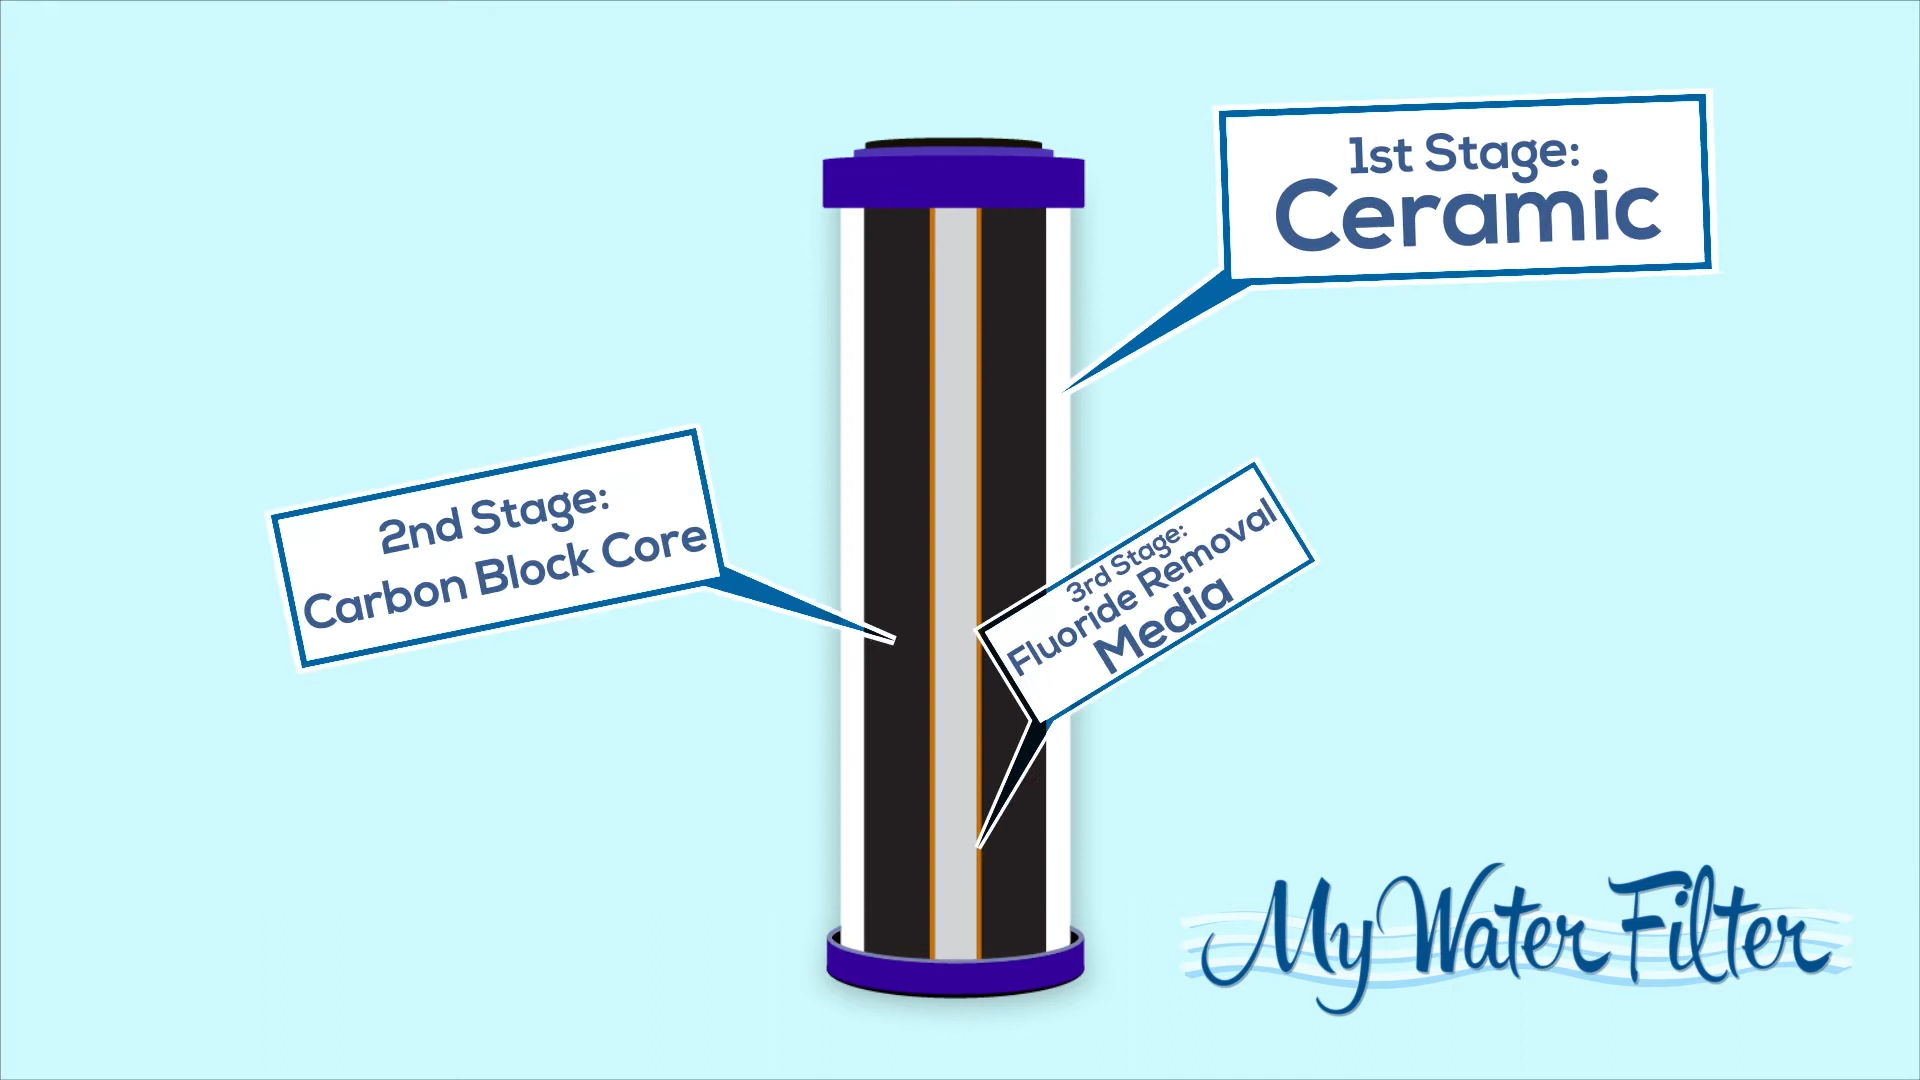 1st Stage:
Ceramic
2nd Stage:
Carbon Block Core
3rd Stage:
Fluoride Removal
Media
My Water Filter